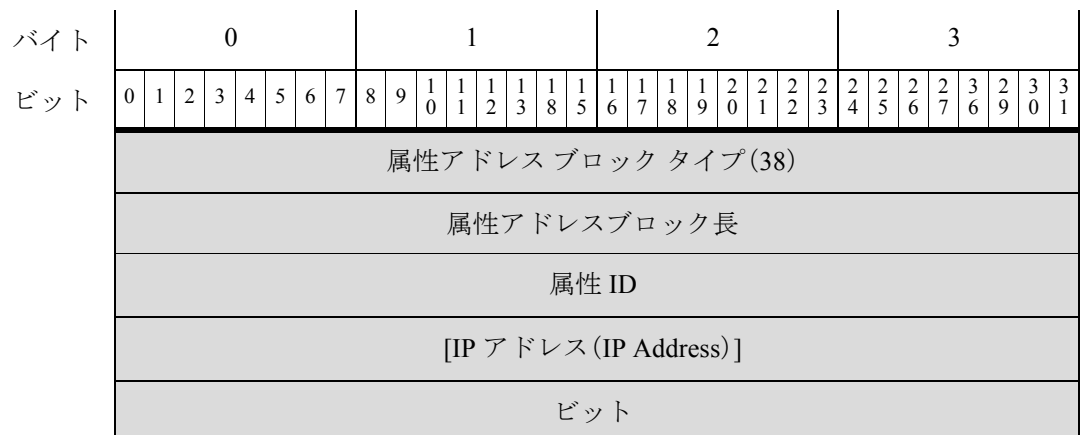 バイト 0 1 2 3
ビット 0 1 2 3 4 5 6 7 8 9 10 11 12 13 18 15 16 17 18 19 20 21 22 23 24 25 26 27 36 29 30 31
属性アドレス ブロック タイプ(38)
属性アドレスブロック長
属性 ID
[IP アドレス(IP Address)]
ビット